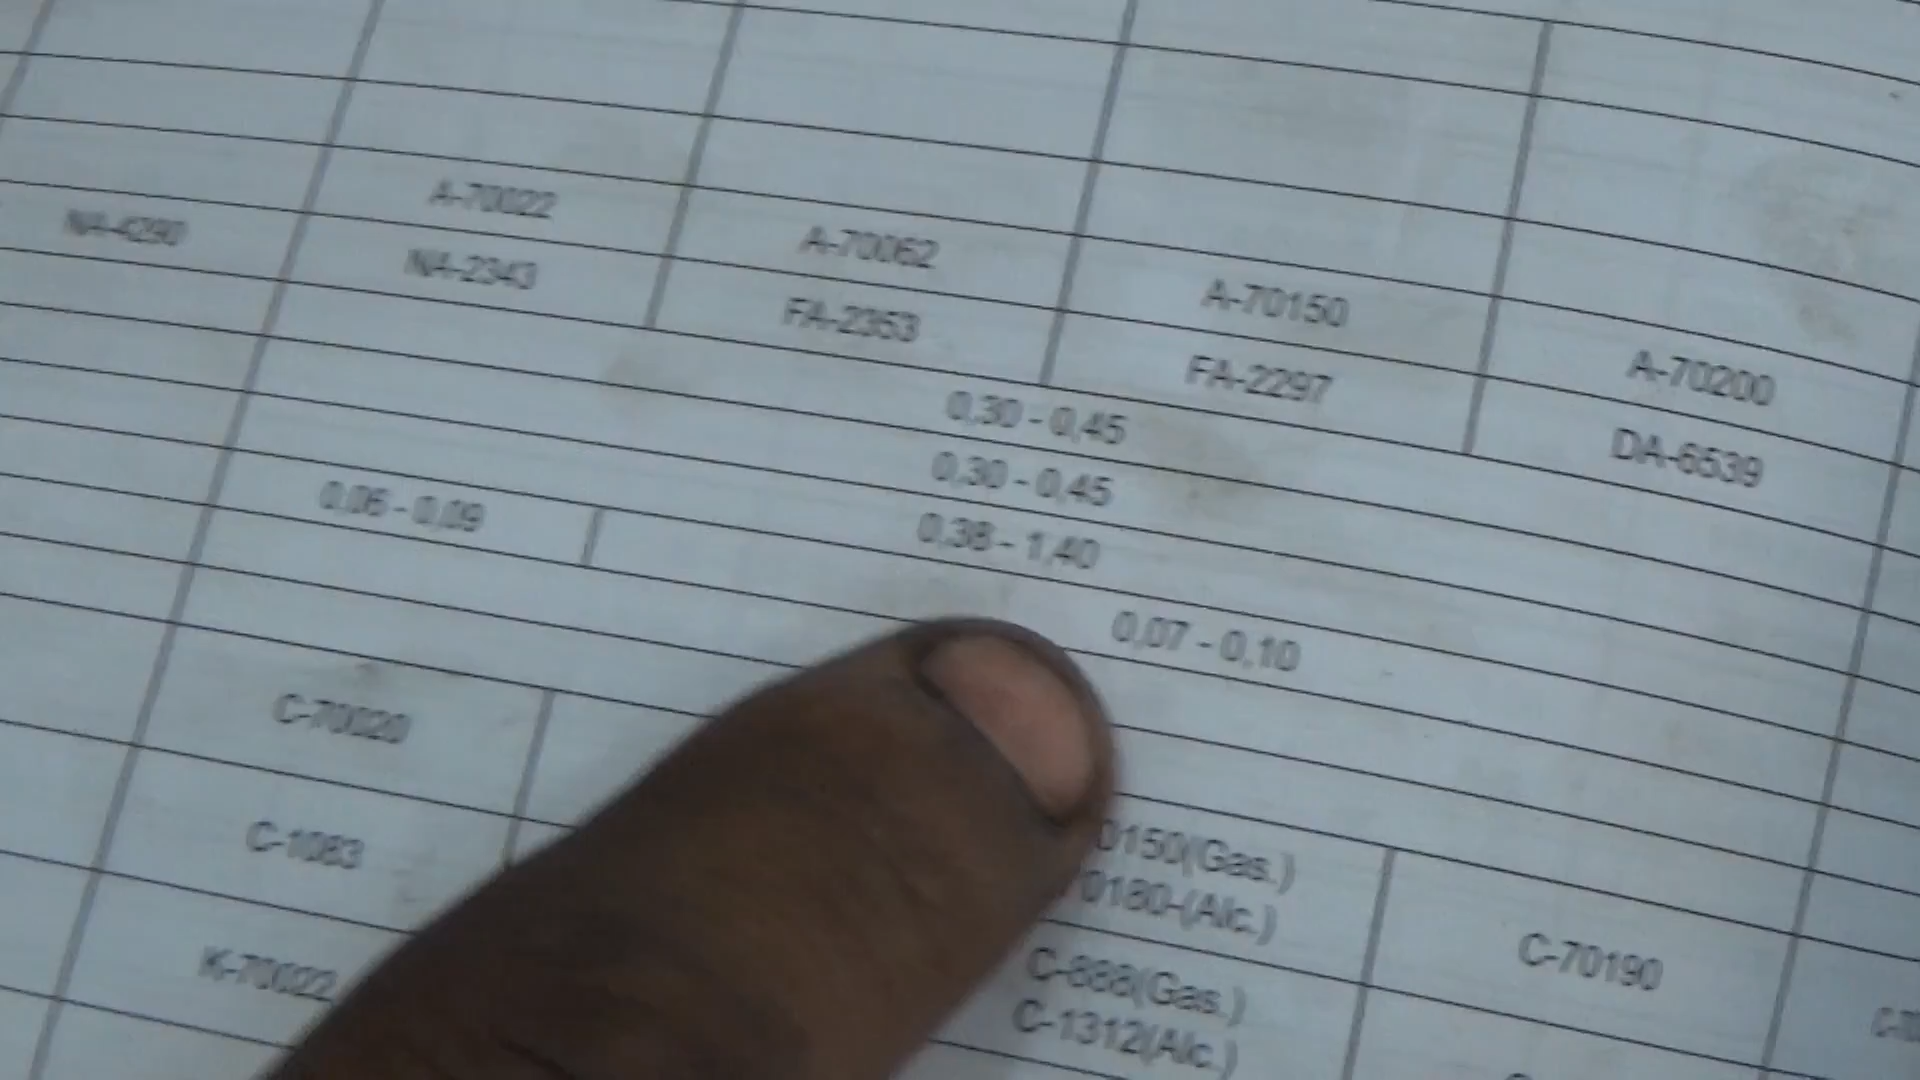 A-70022 A-70062 A-70150 A-70200
NA-4290 NA-2343 FA-2363 FA-2297 DA-6539
0,30 - 0,45
0,30 - 0,45
0,38 - 1,40
0,06 - 0,09 0,07 - 0,10
C-70020 0150(Gas.) C-70190
0180-(Alc.)
C-1083 C-888(Gas.)
C-1312(Alc.)
K-70022